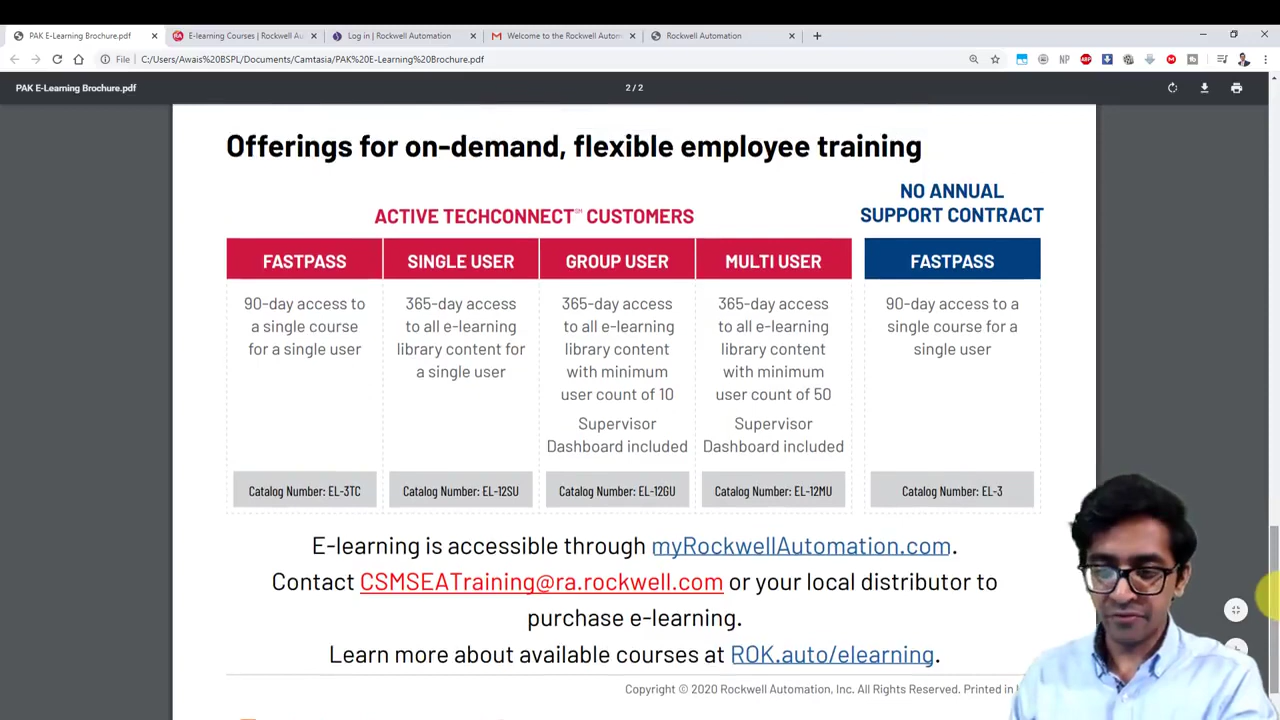 PAK E-Learning Brochure.pdf
E-learning Courses | Rockwell Au
Log in | Rockwell Automation
Welcome to the Rockwell Autom
Rockwell Automation
File
C:/Users/Awais%20BSPL/Documents/Camtasia/PAK%20E-Learning%20Brochure.pdf
NP
ABP
PAK E-Learning Brochure.pdf
2 / 2
Offerings for on-demand, flexible employee training
ACTIVE TECHCONNECT℠ CUSTOMERS
NO ANNUAL
SUPPORT CONTRACT
FASTPASS
90-day access to
a single course
for a single user
Catalog Number: EL-3TC
SINGLE USER
365-day access
to all e-learning
library content for
a single user
Catalog Number: EL-12SU
GROUP USER
365-day access
to all e-learning
library content
with minimum
user count of 10
Supervisor
Dashboard included
Catalog Number: EL-12GU
MULTI USER
365-day access
to all e-learning
library content
with minimum
user count of 50
Supervisor
Dashboard included
Catalog Number: EL-12MU
FASTPASS
90-day access to a
single course for a
single user
Catalog Number: EL-3
E-learning is accessible through myRockwellAutomation.com.
Contact CSMSEATraining@ra.rockwell.com or your local distributor to
purchase e-learning.
Learn more about available courses at ROK.auto/elearning.
Copyright © 2020 Rockwell Automation, Inc. All Rights Reserved. Printed in